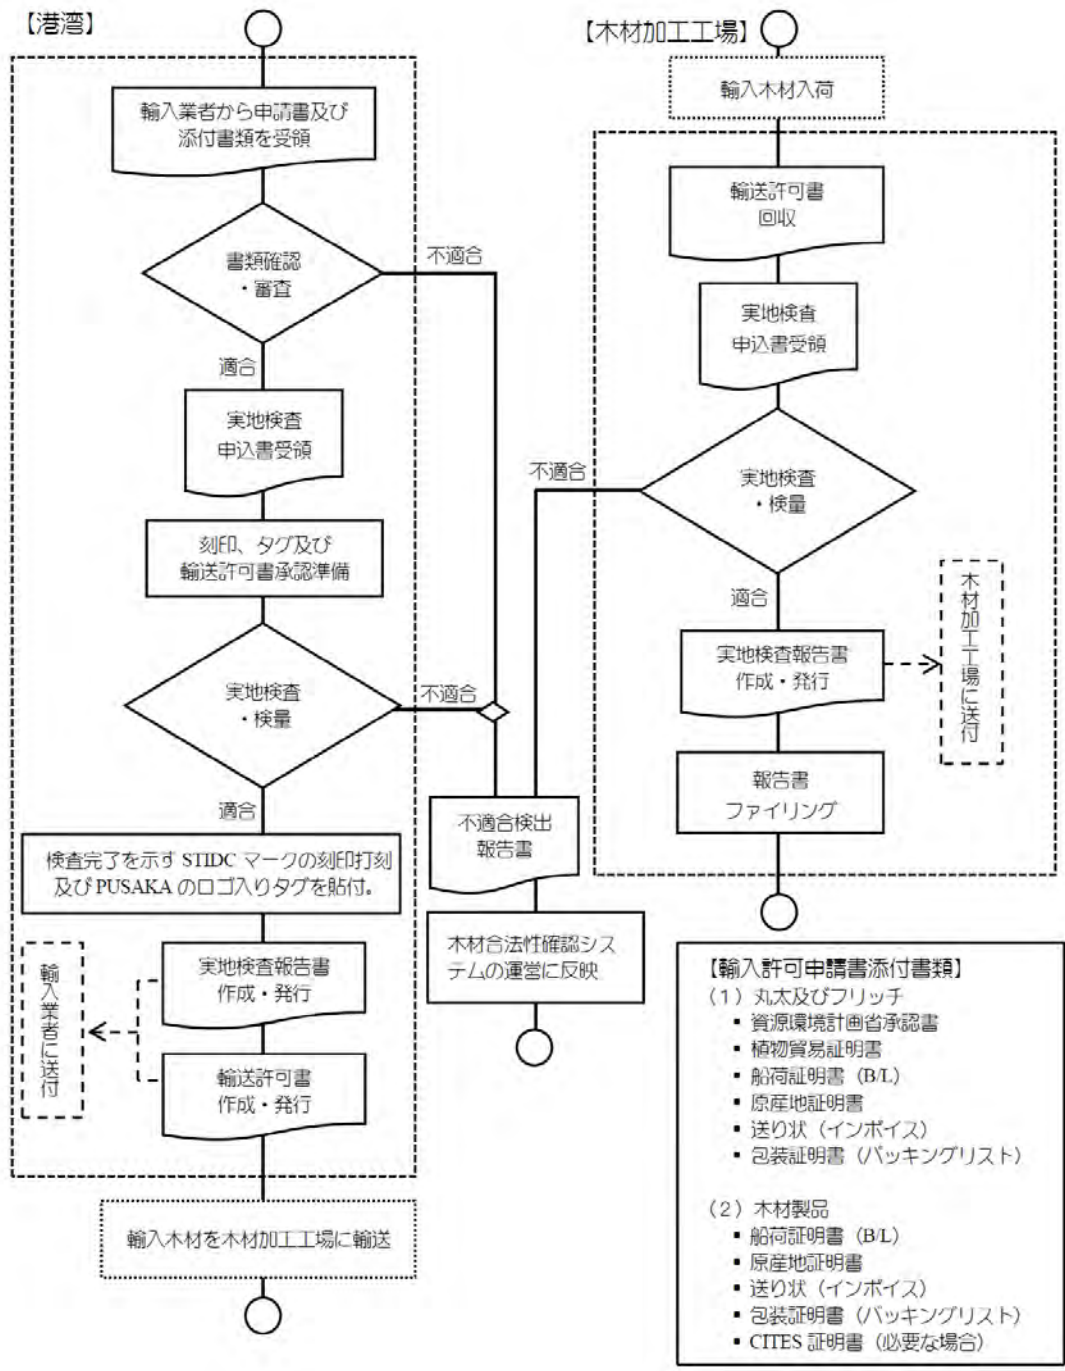 【港湾】
輸入業者から申請書及び
添付書類を受領
書類確認
・審査
不適合
適合
実地検査
申込書受領
刻印、タグ及び
輸送許可書承認準備
実地検査
・検量
不適合
適合
検査完了を示す STIDC マークの刻印打刻
及び PUSAKA のロゴ入りタグを貼付。
実地検査報告書
作成・発行
輸入業者に送付
輸送許可書
作成・発行
輸入木材を木材加工工場に輸送
不適合検出
報告書
木材合法性確認シス
テムの運営に反映
【木材加工工場】
輸入木材入荷
輸送許可書
回収
実地検査
申込書受領
実地検査
・検量
不適合
適合
実地検査報告書
作成・発行
木材加工工場に送付
報告書
ファイリング
【輸入許可申請書添付書類】
（1）丸太及びフリッチ
▪ 資源環境計画省承認書
▪ 植物貿易証明書
▪ 船荷証明書（B/L）
▪ 原産地証明書
▪ 送り状（インボイス）
▪ 包装証明書（パッキングリスト）
（2）木材製品
▪ 船荷証明書（B/L）
▪ 原産地証明書
▪ 送り状（インボイス）
▪ 包装証明書（パッキングリスト）
▪ CITES 証明書（必要な場合）